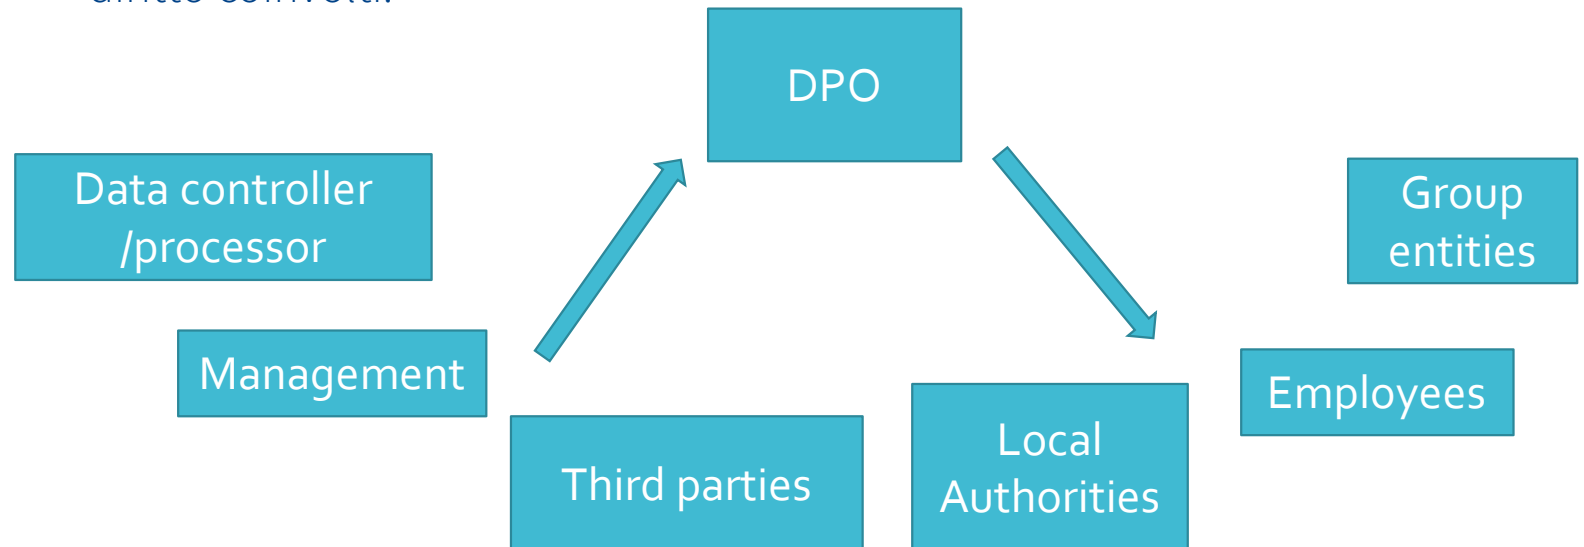 DPO
Data controller
/processor
Group
entities
Management
Employees
Local
Authorities
Third parties